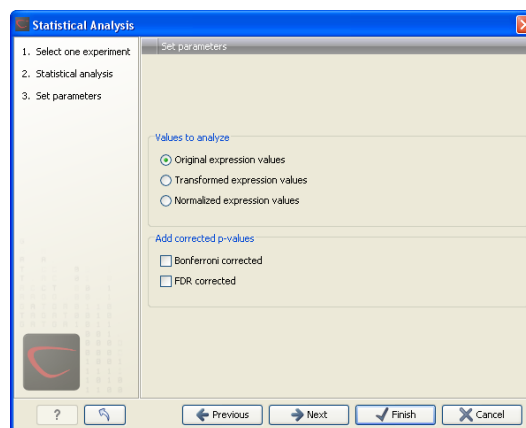 Statistical Analysis
1. Select one experiment
2. Statistical analysis
3. Set parameters
Set parameters
Values to analyze
Original expression values
Transformed expression values
Normalized expression values
Add corrected p-values
Bonferroni corrected
FDR corrected
?
Previous
Next
Finish
Cancel